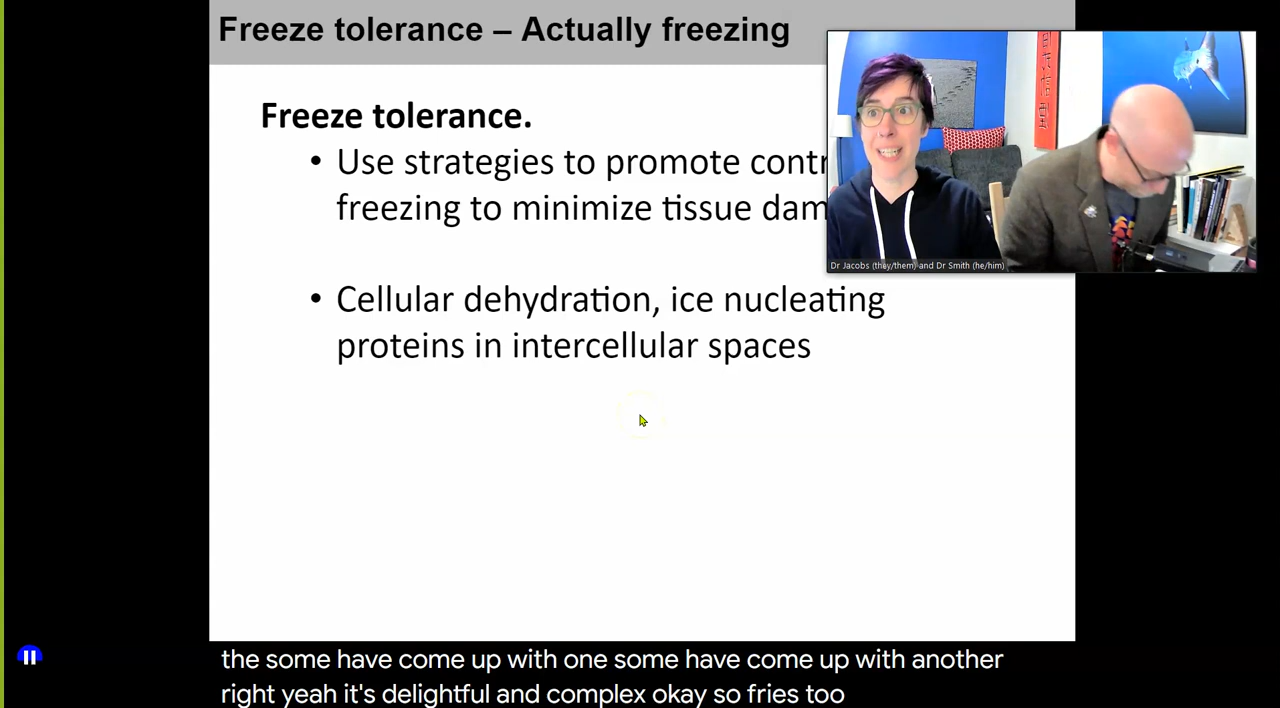 Freeze tolerance – Actually freezing
Freeze tolerance.
• Use strategies to promote contr
freezing to minimize tissue dam
• Cellular dehydration, ice nucleating
proteins in intercellular spaces
Dr Jacobs (they/them) and Dr Smith (he/him)
the some have come up with one some have come up with another
right yeah it's delightful and complex okay so fries too